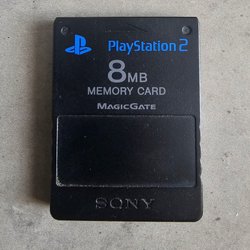 PlayStation 2
8MB
MEMORY CARD
MAGICGATE
SONY